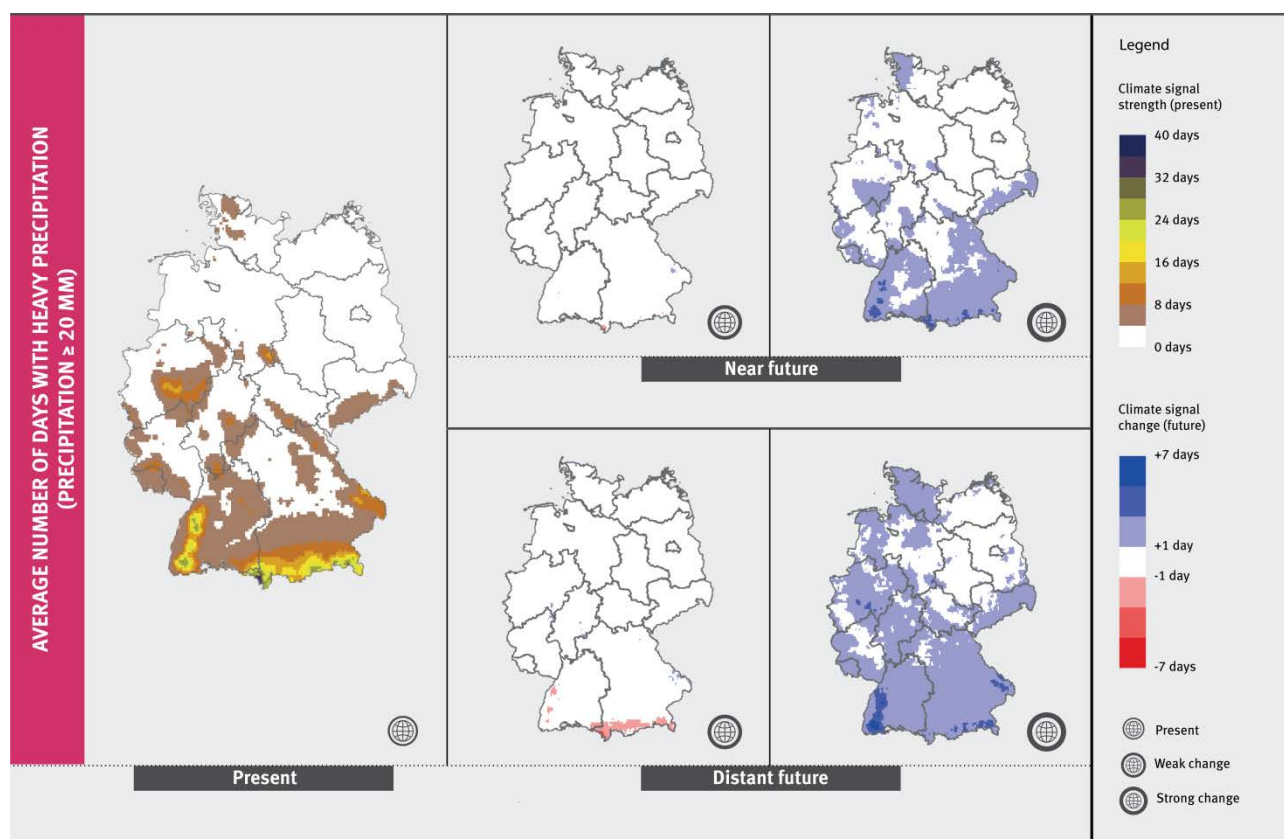 AVERAGE NUMBER OF DAYS WITH HEAVY PRECIPITATION
(PRECIPITATION ≥ 20 MM)
Present
Near future
Distant future
Legend
Climate signal
strength (present)
40 days
32 days
24 days
16 days
8 days
0 days
Climate signal
change (future)
+7 days
+1 day
-1 day
-7 days
Present
Weak change
Strong change